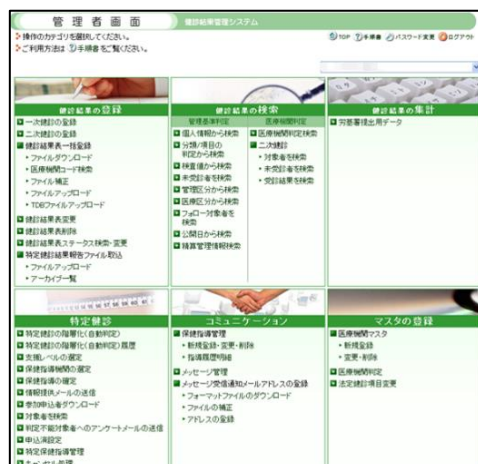 管理者画面
健診結果管理システム
操作のカテゴリを選択してください。
ご利用方法は 手順書 をご覧ください。
TOP 手順書 パスワード変更 ログアウト
健診結果の登録
一次健診の登録
二次健診の登録
健診結果表一括登録
・ファイルダウンロード
・医療機関コード検索
・ファイル補正
・ファイルアップロード
・TDBファイルアップロード
健診結果表変更
健診結果表削除
健診結果表ステータス検索・変更
特定健診結果報告ファイル取込
・ファイルアップロード
・アーカイブ一覧
健診結果の検索
管理基準判定
個人情報から検索
分類/項目の
判定から検索
検査値から検索
未受診者を検索
管理区分から検索
医療区分から検索
フォロー対象者を
検索
公開日から検索
精算管理情報検索
医療機関判定
医療機関判定検索
二次健診
・対象者を検索
・未受診者を検索
・受診結果を検索
健診結果の集計
労基署提出用データ
特定健診
特定健診の階層化(自動判定)
特定健診の階層化(自動判定)履歴
支援レベルの選定
保健指導機関の選定
保健指導の確定
情報提供メールの送信
参加申込者ダウンロード
対象者を検索
判定不能対象者へのアンケートメールの送信
申込済設定
特定保健指導管理
キャンセル処理
コミュニケーション
保健指導管理
・新規登録・変更・削除
・指導履歴明細
メッセージ管理
メッセージ受信通知メールアドレスの登録
・フォーマットファイルのダウンロード
・ファイルの補正
・アドレスの登録
マスタの登録
医療機関マスタ
・新規登録
・変更・削除
医療機関判定
法定健診項目変更